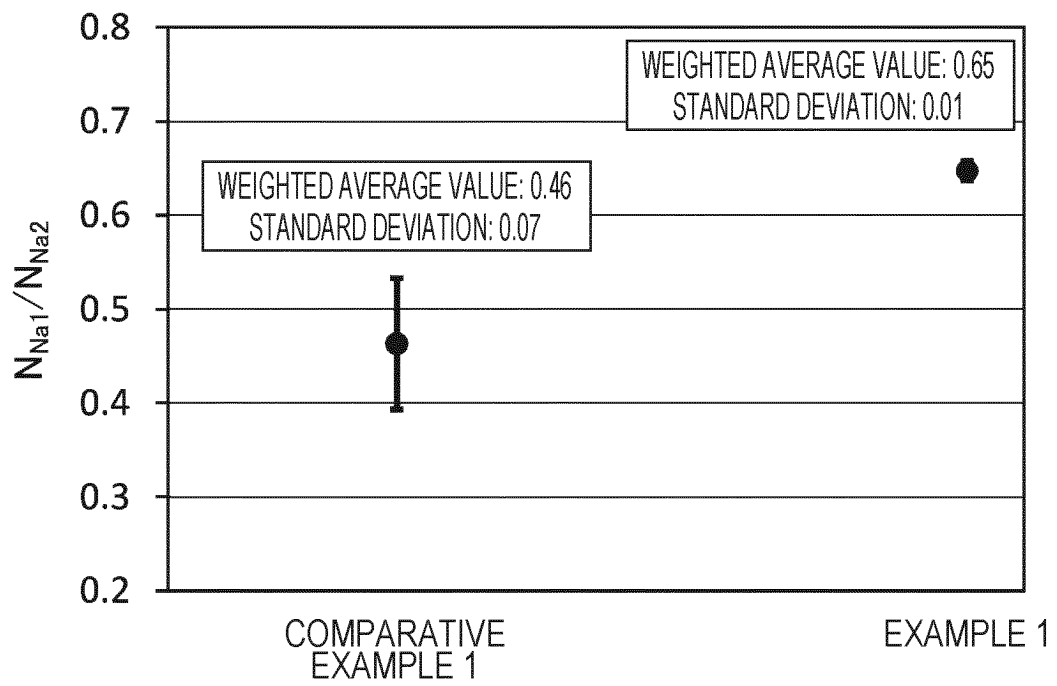 0.8
WEIGHTED AVERAGE VALUE: 0.65
STANDARD DEVIATION: 0.01
0.7
WEIGHTED AVERAGE VALUE: 0.46
STANDARD DEVIATION: 0.07
0.6
0.5
0.4
0.3
0.2
NNa1/NNa2
COMPARATIVE
EXAMPLE 1
EXAMPLE 1